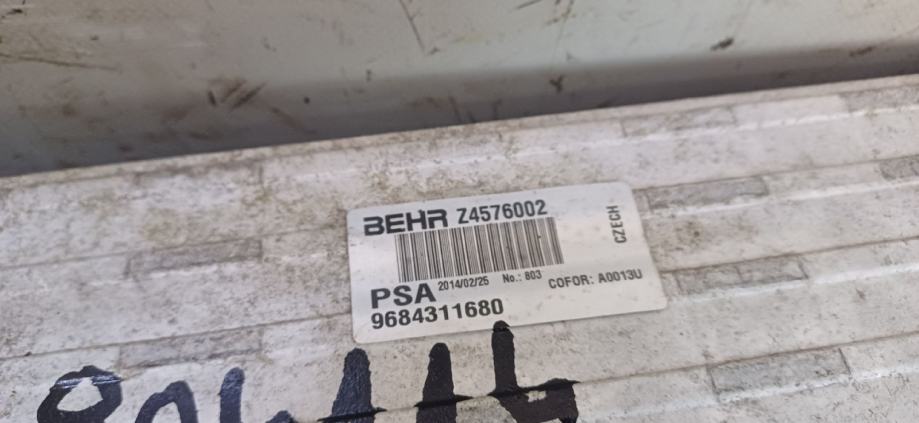 BEHR Z4576002
CZECH
2014/02/25 No.: 803
PSA COFOR: A0013U
9684311680